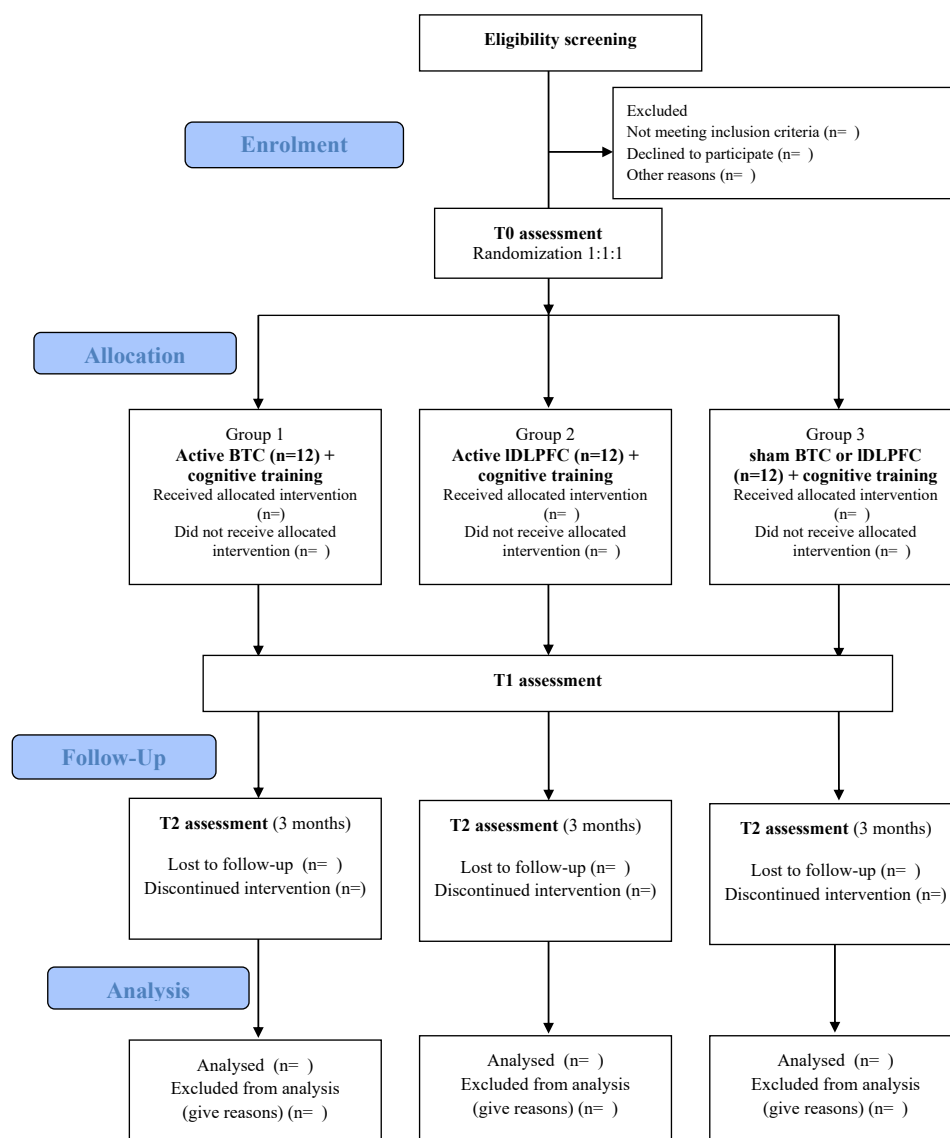 Eligibility screening
Excluded
Not meeting inclusion criteria (n= )
Declined to participate (n= )
Other reasons (n= )
Enrolment
T0 assessment
Randomization 1:1:1
Allocation
Group 1
Active BTC (n=12) +
cognitive training
Received allocated intervention
(n=)
Did not receive allocated
intervention (n= )
Group 2
Active lDLPFC (n=12) +
cognitive training
Received allocated intervention
(n= )
Did not receive allocated
intervention (n= )
Group 3
sham BTC or lDLPFC
(n=12) + cognitive training
Received allocated intervention
(n= )
Did not receive allocated
intervention (n= )
T1 assessment
Follow-Up
T2 assessment (3 months)
Lost to follow-up (n= )
Discontinued intervention (n=)
T2 assessment (3 months)
Lost to follow-up (n= )
Discontinued intervention (n=)
T2 assessment (3 months)
Lost to follow-up (n= )
Discontinued intervention (n=)
Analysis
Analysed (n= )
Excluded from analysis
(give reasons) (n= )
Analysed (n= )
Excluded from analysis
(give reasons) (n= )
Analysed (n= )
Excluded from analysis
(give reasons) (n= )